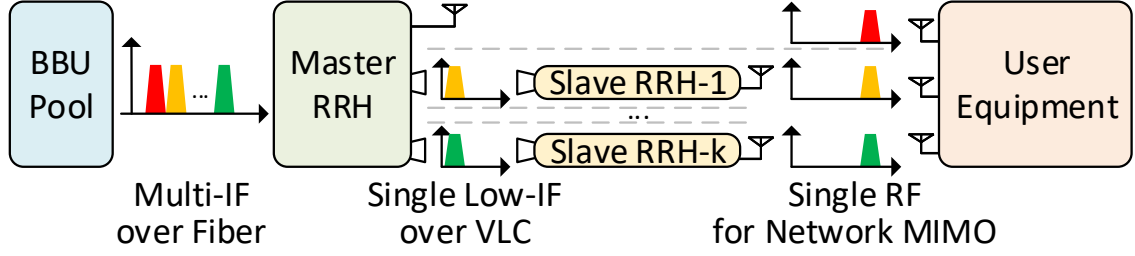 BBU
Pool
...
Master
RRH
Slave RRH-1
...
Slave RRH-k
User
Equipment
Multi-IF
over Fiber
Single Low-IF
over VLC
Single RF
for Network MIMO